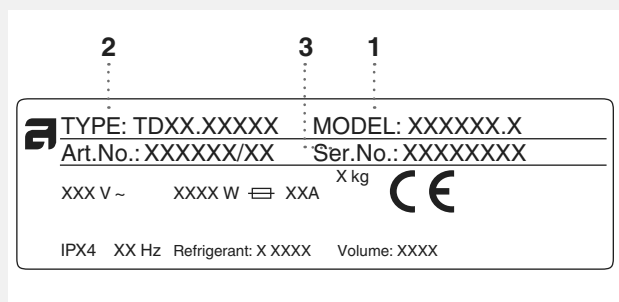 2 3 1
TYPE: TDXX.XXXXX MODEL: XXXXXX.X
Art.No.: XXXXXX/XX Ser.No.: XXXXXXXX
X kg
XXX V ~ XXXX W XXA CE
IPX4 XX Hz Refrigerant: X XXXX Volume: XXXX